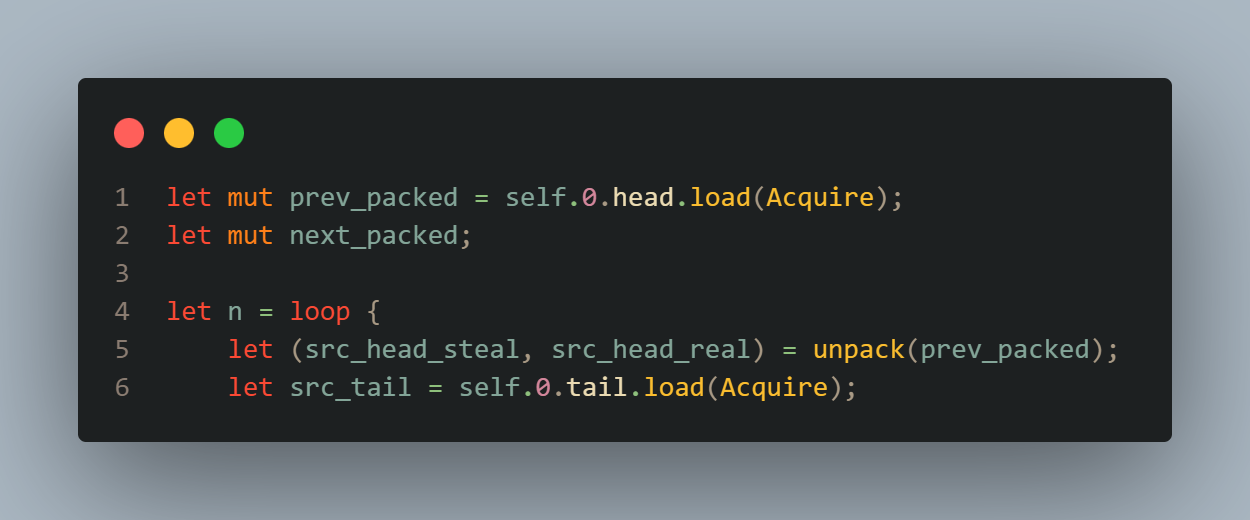 1 let mut prev_packed = self.0.head.load(Acquire);
2 let mut next_packed;
3
4 let n = loop {
5     let (src_head_steal, src_head_real) = unpack(prev_packed);
6     let src_tail = self.0.tail.load(Acquire);